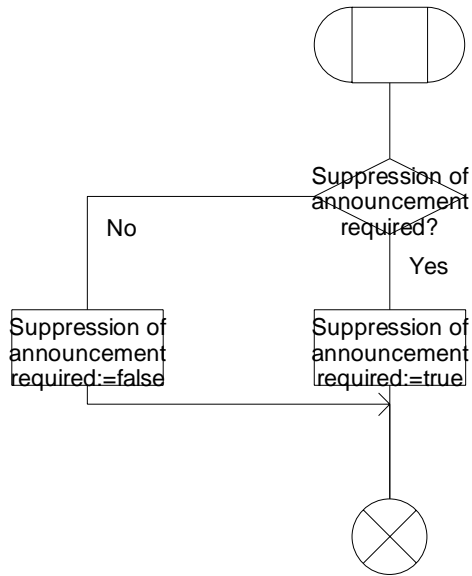 Suppression of
announcement
required?
No
Yes
Suppression of
announcement
required:=false
Suppression of
announcement
required:=true